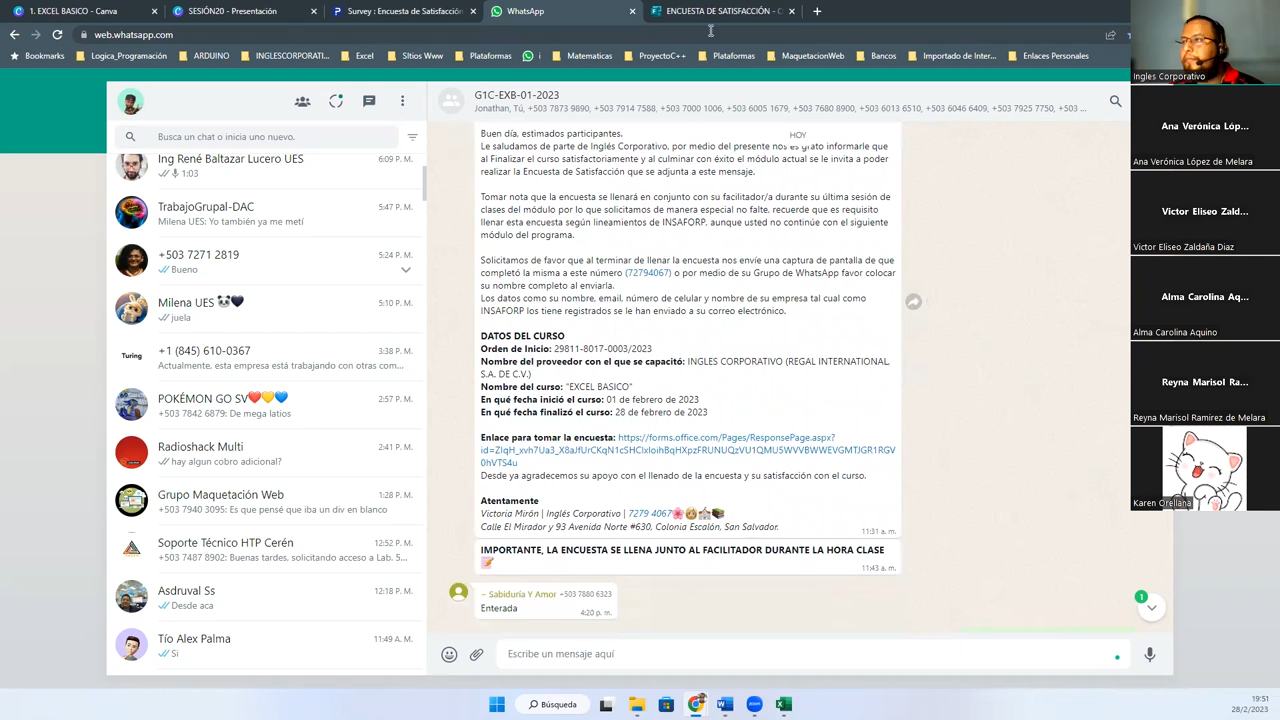 1. EXCEL BASICO - Canva
SESIÓN20 - Presentación
Survey : Encuesta de Satisfacción
WhatsApp
ENCUESTA DE SATISFACCIÓN - C
web.whatsapp.com
Bookmarks
Logica_Programación
ARDUINO
INGLESCORPORATI...
Excel
SItios Www
Plataforma
i
Matematicas
ProyectoC++
Plataformas
MaquetacionWeb
Bancos
Importado de Inter...
Enlaces Personales
G1C-EXB-01-2023
Jonathan, Tú, +503 7873 9890, +503 7914 7588, +503 7000 1006, +503 6005 1679, +503 7680 8900, +503 6013 6510, +503 6046 6409, +503 7925 7750, +503 ...
Busca un chat o inicia uno nuevo.
Ing René Baltazar Lucero UES
6:09 P. M.
1:03
TrabajoGrupal-DAC
5:47 P. M.
Milena UES: Yo también ya me metí
+503 7271 2819
5:24 P. M.
Bueno
Milena UES🐼🖤
5:10 P. M.
juela
Turing
+1 (845) 610-0367
3:38 P. M.
Actualmente, esta empresa está trabajando con otras com...
POKÉMON GO SV❤️💛💙
2:54 P. M.
+503 7842 6879: De mega latios
Radioshack Multi
2:41 P. M.
hay algun cobro adicional?
Grupo Maquetación Web
1:28 P. M.
+503 7940 3095: Es que pensé que iba un div en blanco
Soporte Técnico HTP Cerén
12:52 P. M.
+503 7487 8902: Buenas tardes, solicitando acceso a Lab. 5...
Asdruval Ss
12:18 P. M.
Desde aca
Tío Alex Palma
11:49 A. M.
Si
HOY
Buen día, estimados participantes.
Le saludamos de parte de Inglés Corporativo, por medio del presente nos es grato informarle que
al Finalizar el curso satisfactoriamente y al culminar con éxito el módulo actual se le invita a poder
realizar la Encuesta de Satisfacción que se adjunta a este mensaje.
Tomar nota que la encuesta se llenará en conjunto con su facilitador/a durante su última sesión de
clases del módulo por lo que solicitamos de manera especial no falte, recuerde que es requisito
llenar esta encuesta según lineamientos de INSAFORP, aunque usted no continúe con el siguiente
módulo del programa.
Solicitamos de favor que al terminar de llenar la encuesta nos envíe una captura de pantalla de que
completó la misma a este número (72794067) o por medio de su Grupo de WhatsApp favor colocar
su nombre completo al enviarla.
Los datos como su nombre, email, número de celular y nombre de su empresa tal cual como
INSAFORP los tiene registrados se le han enviado a su correo electrónico.
DATOS DEL CURSO
Orden de Inicio: 29811-8017-0003/2023
Nombre del proveedor con el que se capacitó: INGLES CORPORATIVO (REGAL INTERNATIONAL,
S.A. DE C.V.)
Nombre del curso: "EXCEL BASICO"
En qué fecha inició el curso: 01 de febrero de 2023
En qué fecha finalizó el curso: 28 de febrero de 2023
Enlace para tomar la encuesta: https://forms.office.com/Pages/ResponsePage.aspx?
id=ZIqH_xvh7Ua3_X8aJfUrCKqN1cSHClxIoihBqHXpzFRUNUQzVU1QMU5WVVBWWEVGMTJGR1RGV
0hVTS4u
Desde ya agradecemos su apoyo con el llenado de la encuesta y su satisfacción con el curso.
Atentamente
Victoria Mirón | Inglés Corporativo | 7279 4067
Calle El Mirador y 93 Avenida Norte #630, Colonia Escalón, San Salvador.
11:31 a. m.
IMPORTANTE, LA ENCUESTA SE LLENA JUNTO AL FACILITADOR DURANTE LA HORA CLASE
📝
11:43 a. m.
~ Sabiduría Y Amor +503 7880 6323
Enterada
4:20 p. m.
1
Escribe un mensaje aquí
Ingles Corporativo
Ana Verónica Lóp...
Ana Verónica López de Melara
Victor Eliseo Zald...
Victor Eliseo Zaldaña Diaz
Alma Carolina Aq...
Alma Carolina Aquino
Reyna Marisol Ra...
Reyna Marisol Ramírez de Melara
Karen Orellana
Búsqueda
19:51
28/2/2023